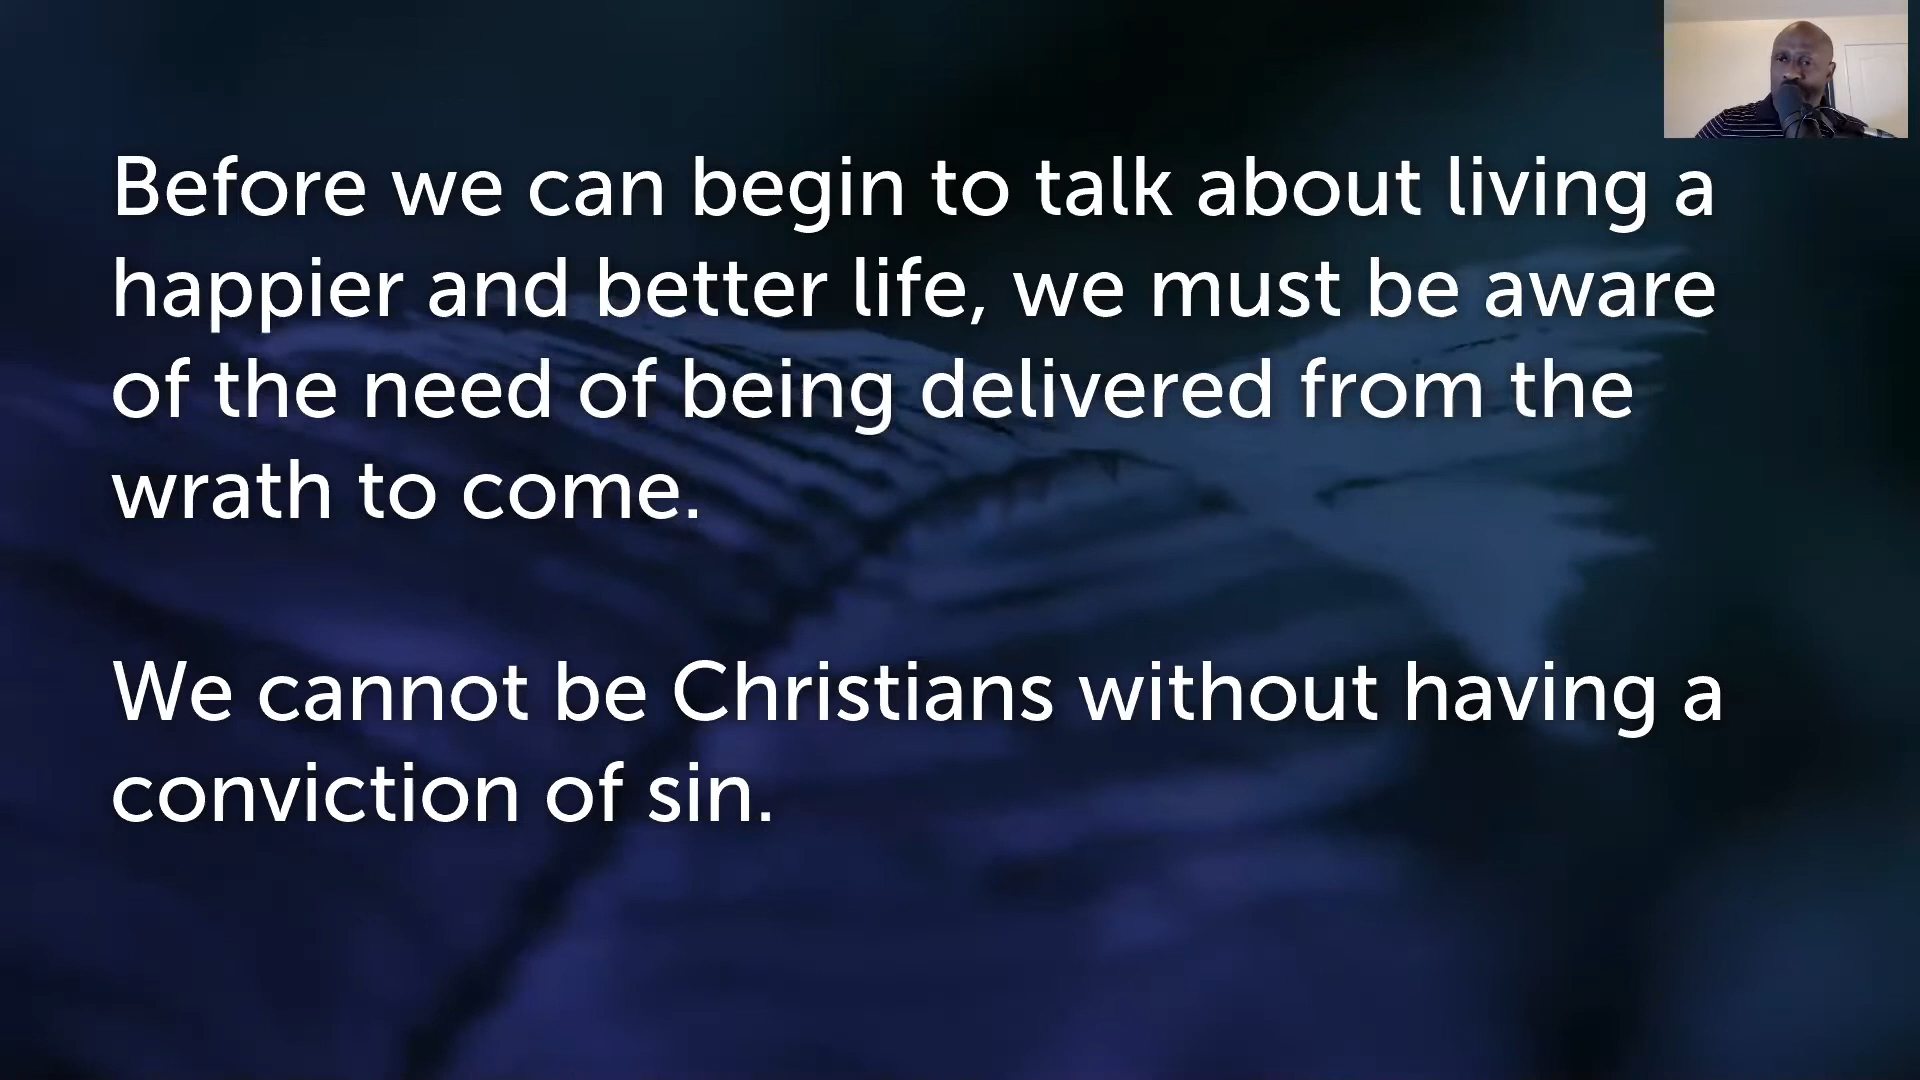 Before we can begin to talk about living a
happier and better life, we must be aware
of the need of being delivered from the
wrath to come.
We cannot be Christians without having a
conviction of sin.